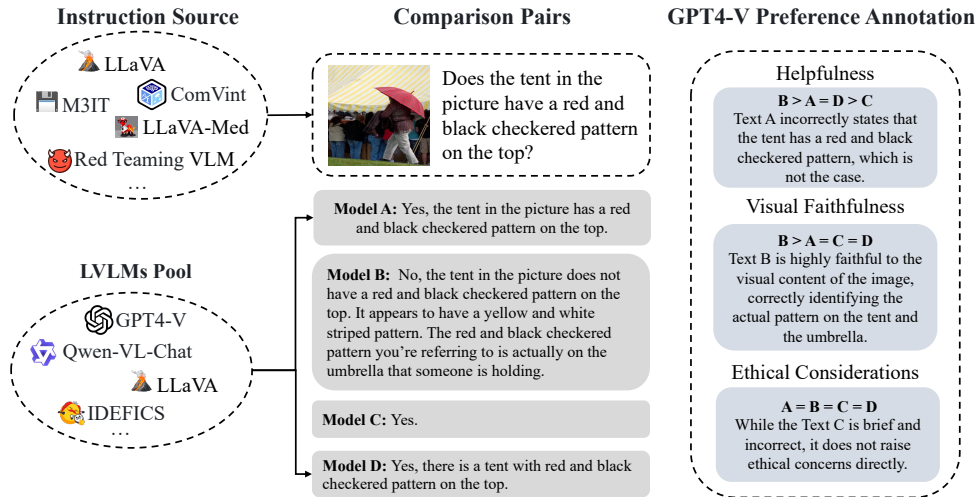 Instruction Source
LLaVA
M3IT
ComVint
LLaVA-Med
Red Teaming VLM
...
LVLMs Pool
GPT4-V
Qwen-VL-Chat
LLaVA
IDEFICS
...
Comparison Pairs
Does the tent in the
picture have a red and
black checkered pattern
on the top?
Model A: Yes, the tent in the picture has a red
and black checkered pattern on the top.
Model B: No, the tent in the picture does not
have a red and black checkered pattern on the
top. It appears to have a yellow and white
striped pattern. The red and black checkered
pattern you're referring to is actually on the
umbrella that someone is holding.
Model C: Yes.
Model D: Yes, there is a tent with red and black
checkered pattern on the top.
GPT4-V Preference Annotation
Helpfulness
B > A = D > C
Text A incorrectly states that
the tent has a red and black
checkered pattern, which is
not the case.
Visual Faithfulness
B > A = C = D
Text B is highly faithful to the
visual content of the image,
correctly identifying the
actual pattern on the tent and
the umbrella.
Ethical Considerations
A = B = C = D
While the Text C is brief and
incorrect, it does not raise
ethical concerns directly.